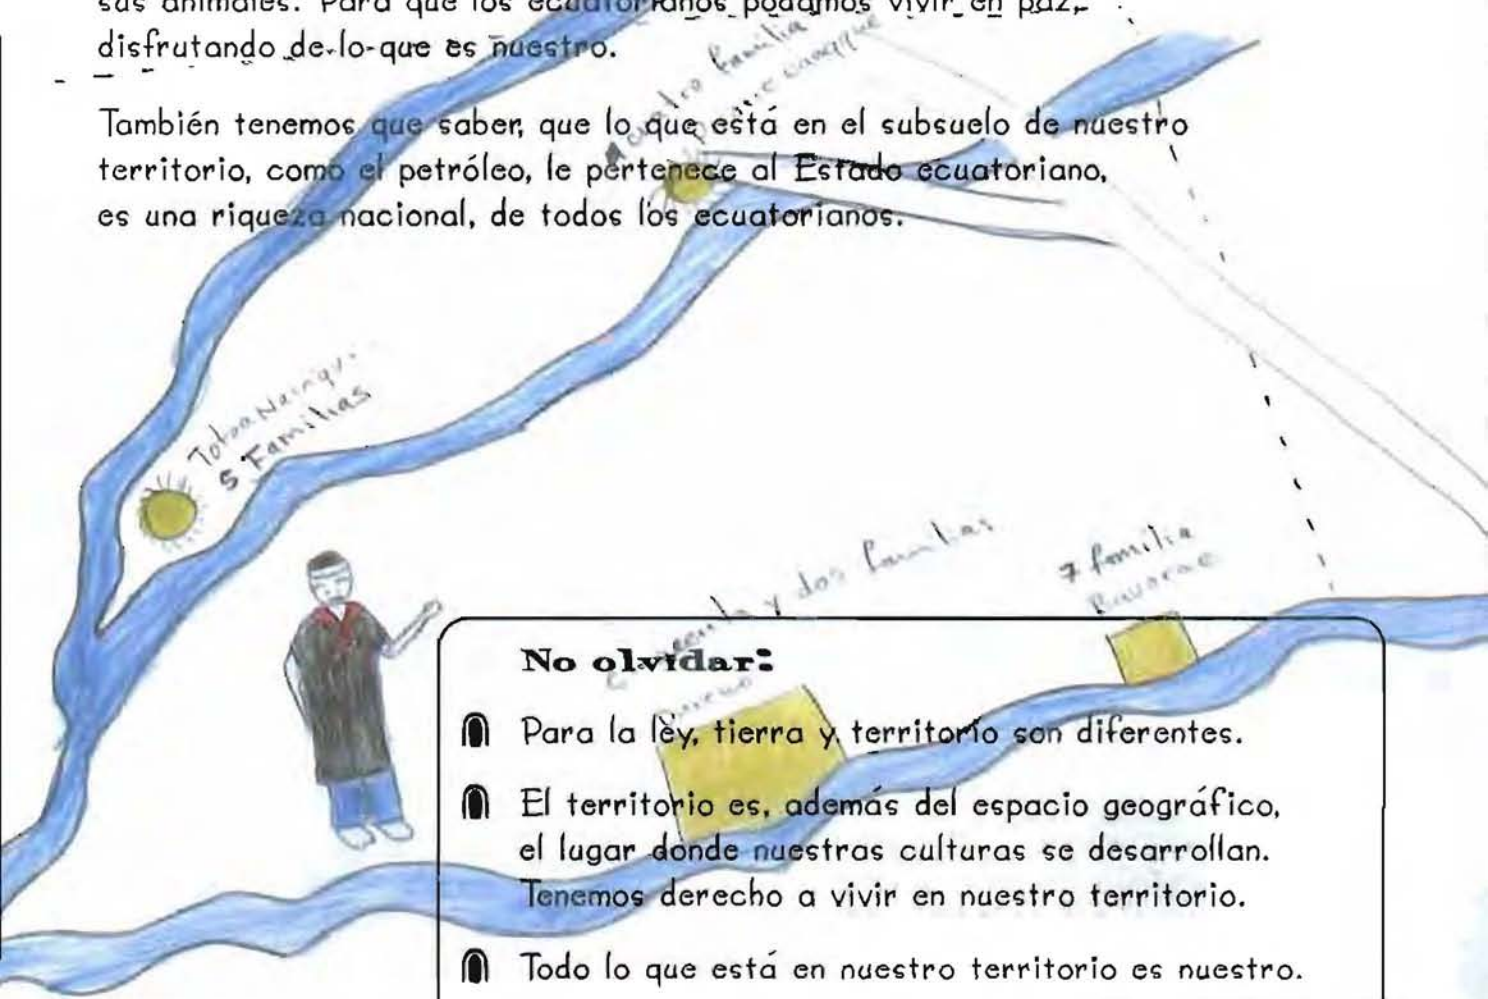 sus animales. Para que los ecuatorianos podamos vivir en paz,
disfrutando de lo que es nuestro.
También tenemos que saber, que lo que está en el subsuelo de nuestro
territorio, como el petróleo, le pertenece al Estado ecuatoriano,
es una riqueza nacional, de todos los ecuatorianos.
cuatro familia
5 Familias
y dos familias
7 familia
No olvidar:
Para la ley, tierra y territorio son diferentes.
El territorio es, además del espacio geográfico,
el lugar donde nuestras culturas se desarrollan.
Tenemos derecho a vivir en nuestro territorio.
Todo lo que está en nuestro territorio es nuestro.